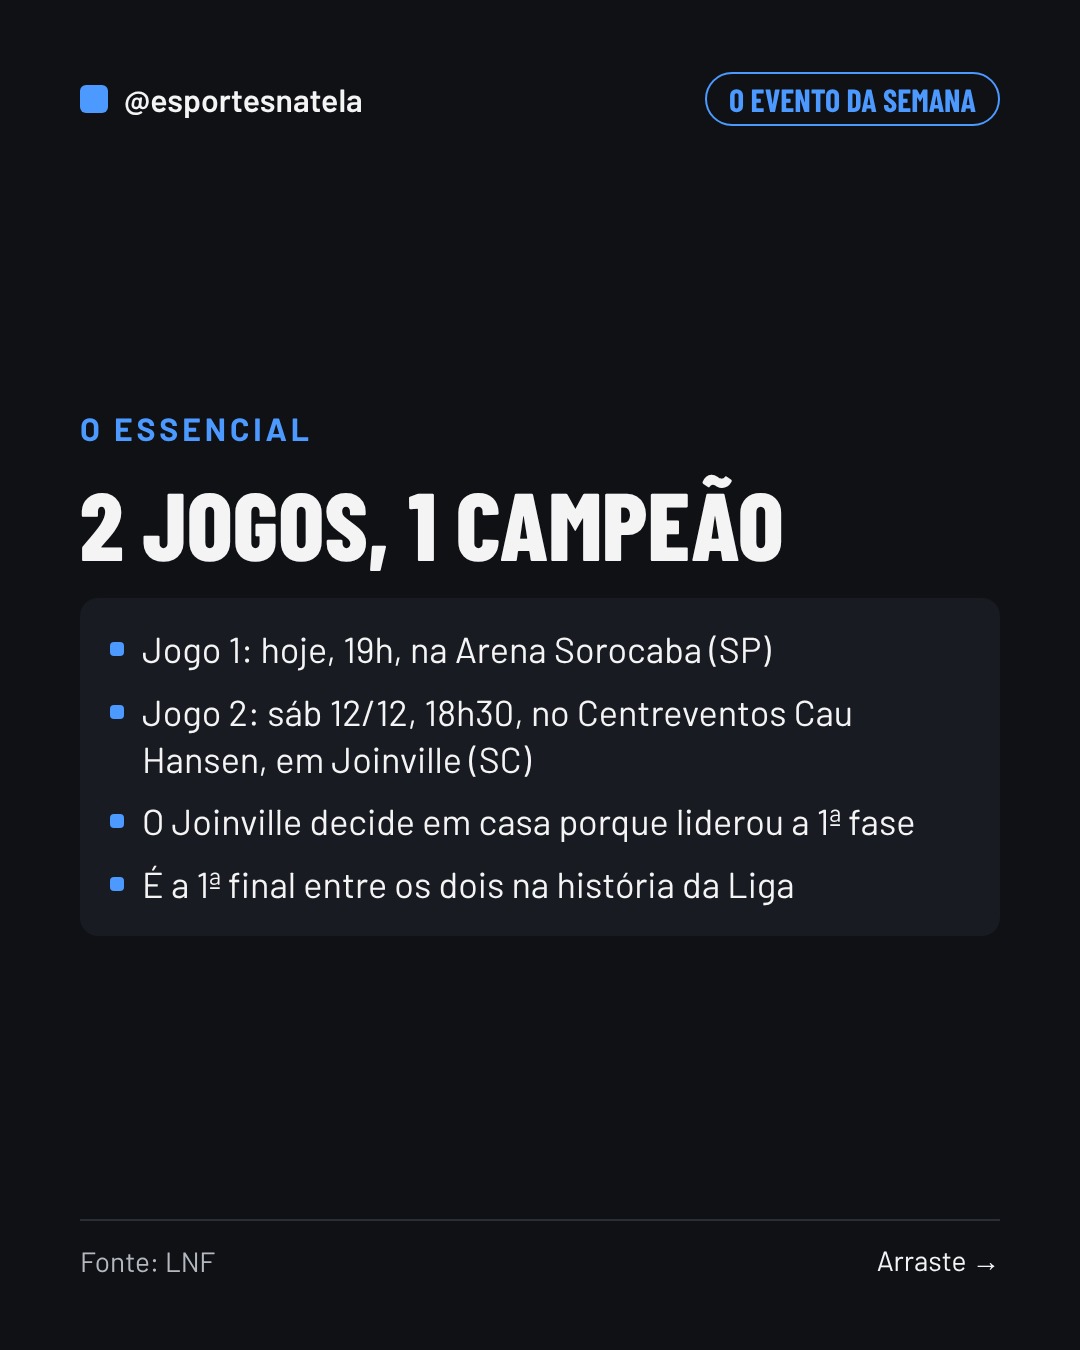 @esportesnatela
O EVENTO DA SEMANA
O ESSENCIAL
2 JOGOS, 1 CAMPEÃO
Jogo 1: hoje, 19h, na Arena Sorocaba (SP)
Jogo 2: sáb 12/12, 18h30, no Centreventos Cau
Hansen, em Joinville (SC)
O Joinville decide em casa porque liderou a 1ª fase
É a 1ª final entre os dois na história da Liga
Fonte: LNF
Arraste →